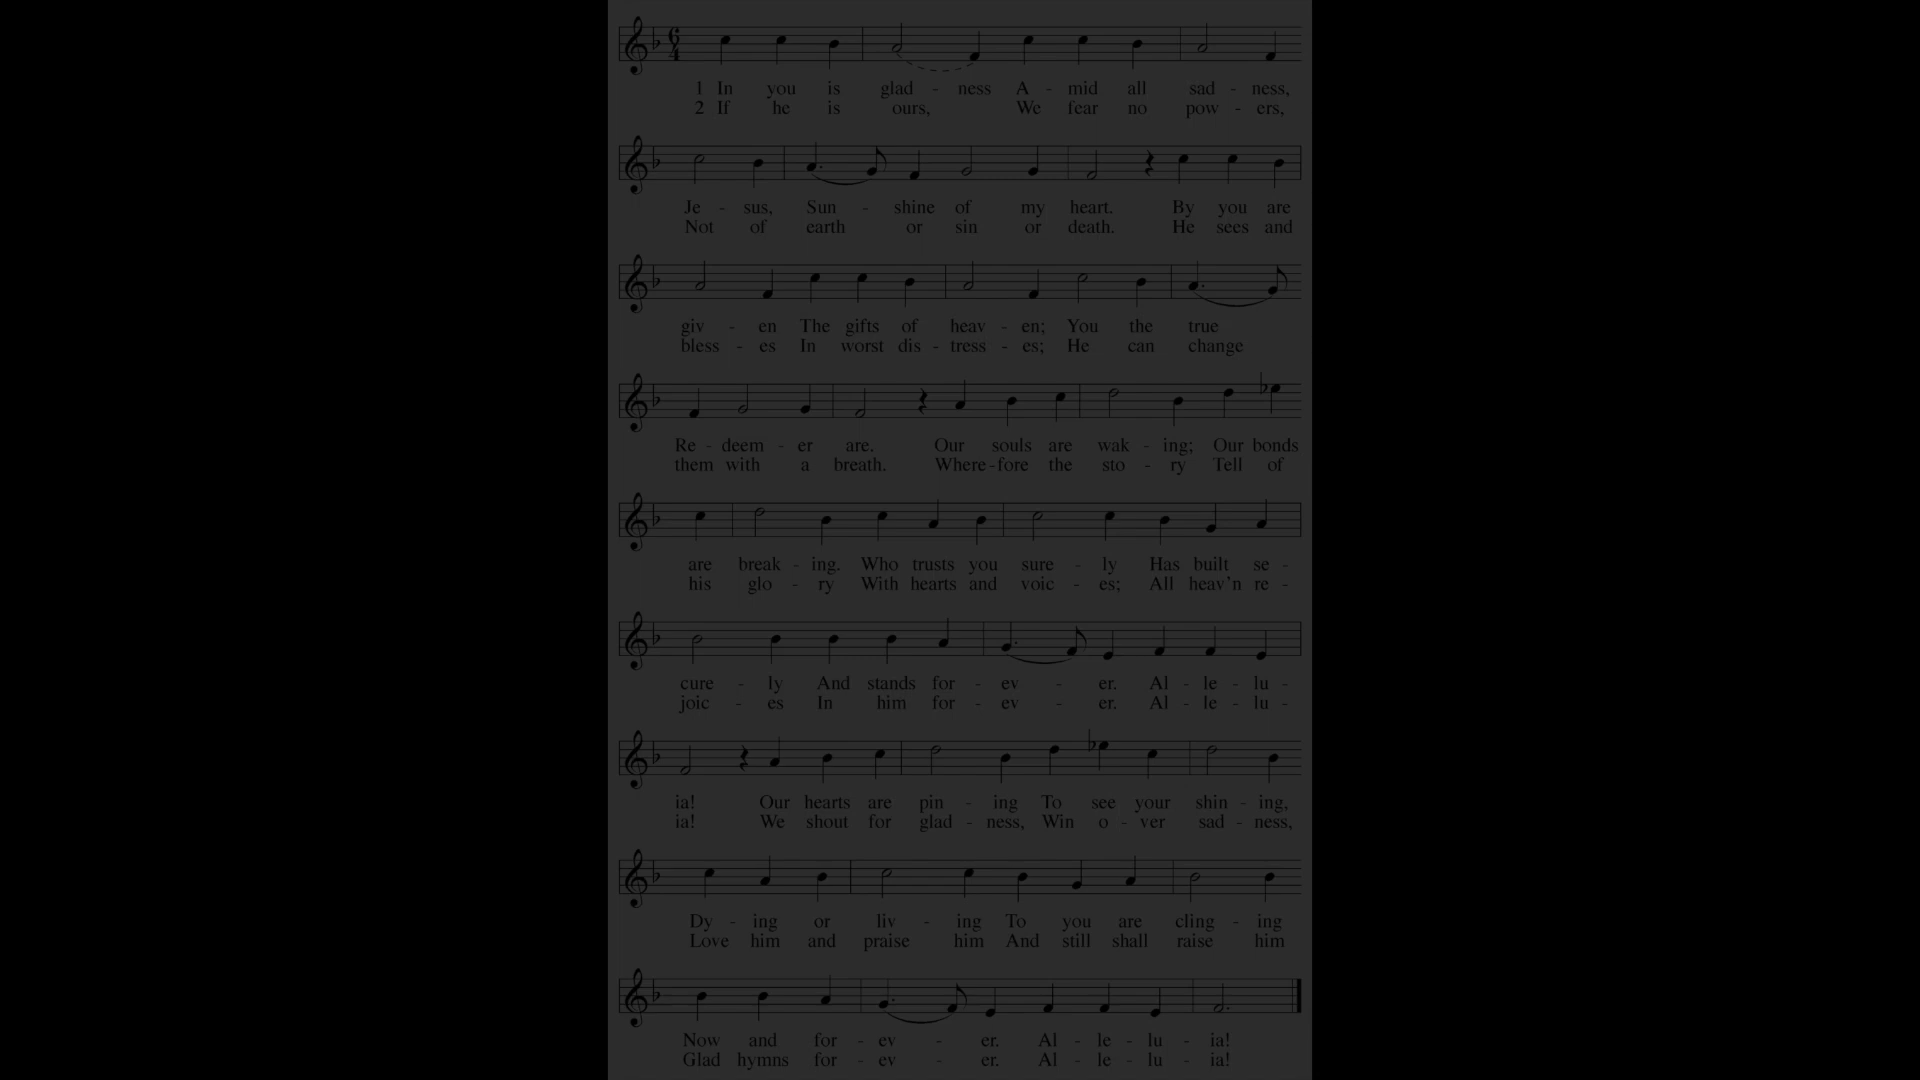 6
4
1 In you is glad - ness A - mid all sad - ness,
2 If he is ours, We fear no pow - ers,
Je - sus, Sun - shine of my heart. By you are
Not of earth or sin or death. He sees and
giv - en The gifts of heav - en; You the true
bless - es In worst dis - tress - es; He can change
Re - deem - er are. Our souls are wak - ing; Our bonds
them with a breath. Where - fore the sto - ry Tell of
are break - ing. Who trusts you sure - ly Has built se -
his glo - ry With hearts and voic - es; All heav'n re -
cure - ly And stands for - ev - er. Al - le - lu -
joic - es In him for - ev - er. Al - le - lu -
ia! Our hearts are pin - ing To see your shin - ing,
ia! We shout for glad - ness, Win o - ver sad - ness,
Dy - ing or liv - ing To you are cling - ing
Love him and praise him And still shall raise him
Now and for - ev - er. Al - le - lu - ia!
Glad hymns for - ev - er. Al - le - lu - ia!